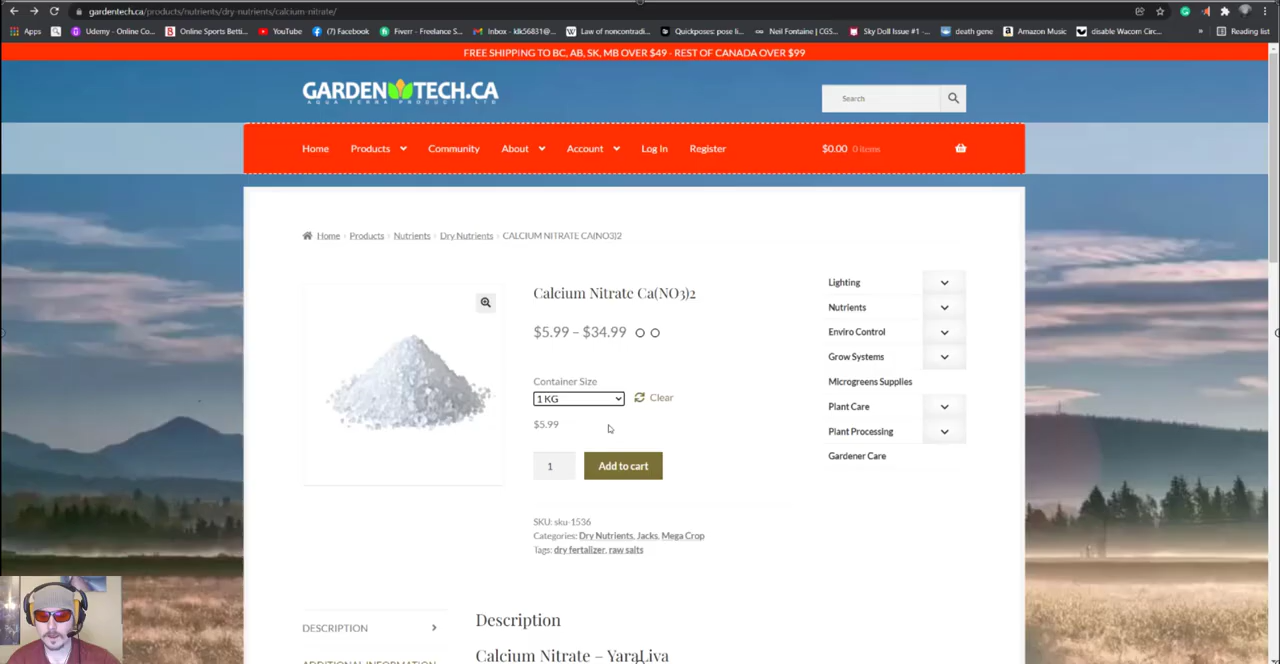 gardentech.ca/products/nutrients/dry-nutrients/calcium-nitrate/
Apps Udemy - Online Co... Online Sports Betti... YouTube (7) Facebook Fiverr - Freelance S... Inbox - klk56831@... Law of noncontradi... Quickposes: pose li... Neil Fontaine | CGS... Sky Doll Issue #1 -... death gene Amazon Music disable Wacom Circ... » Reading list
FREE SHIPPING TO BC, AB, SK, MB OVER $49 - REST OF CANADA OVER $99
GARDEN TECH.CA
AQUA TERRA PRODUCTS LTD
Search
Home Products Community About Account Log In Register $0.00 0 items
Home › Products › Nutrients › Dry Nutrients › CALCIUM NITRATE CA(NO3)2
Calcium Nitrate Ca(NO3)2
$5.99 – $34.99
Container Size
1 KG Clear
$5.99
1 Add to cart
SKU: sku-1536
Categories: Dry Nutrients, Jacks, Mega Crop
Tags: dry fertalizer, raw salts
Lighting
Nutrients
Enviro Control
Grow Systems
Microgreens Supplies
Plant Care
Plant Processing
Gardener Care
DESCRIPTION
ADDITIONAL INFORMATION
Description
Calcium Nitrate – YaraLiva